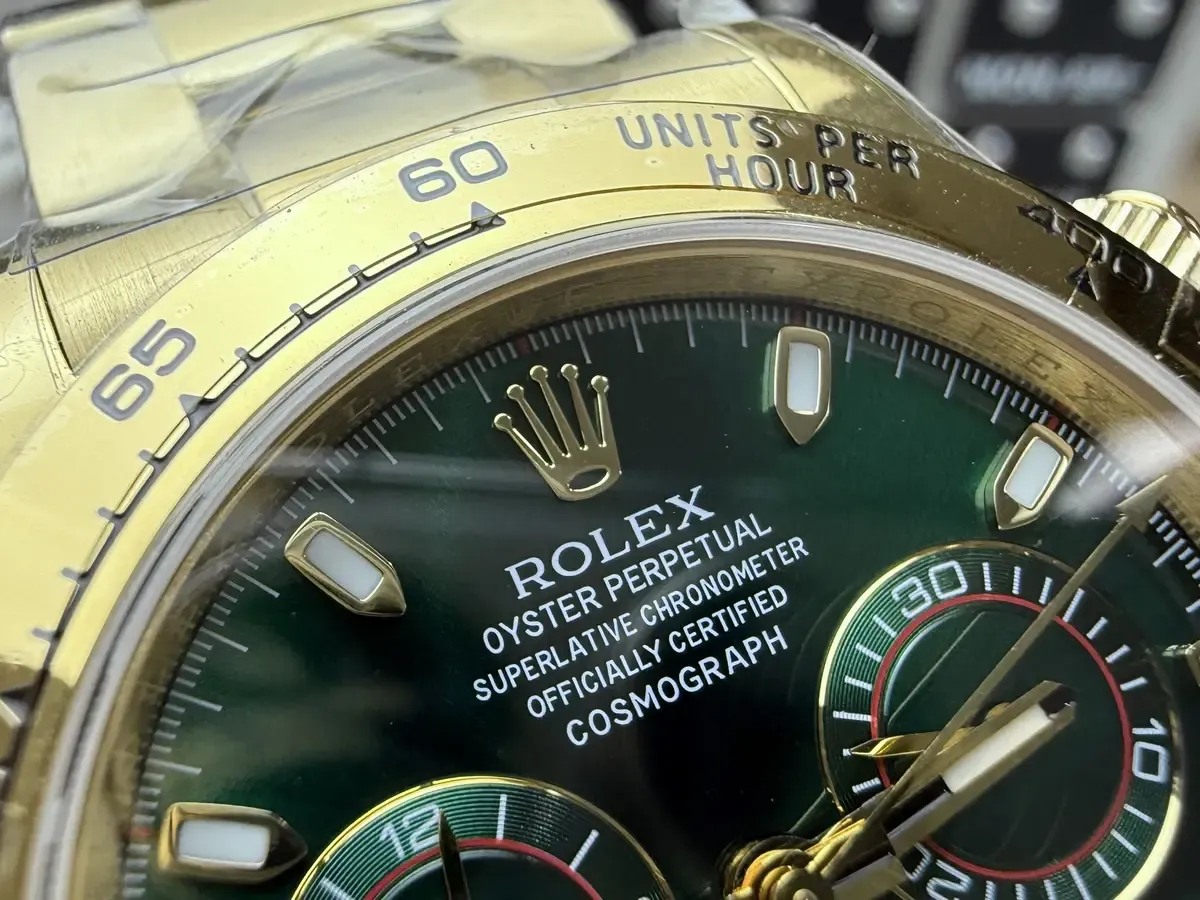 60
UNITS PER
HOUR
400
65
ROLEX
OYSTER PERPETUAL
SUPERLATIVE CHRONOMETER
OFFICIALLY CERTIFIED
COSMOGRAPH
30
10
20
12